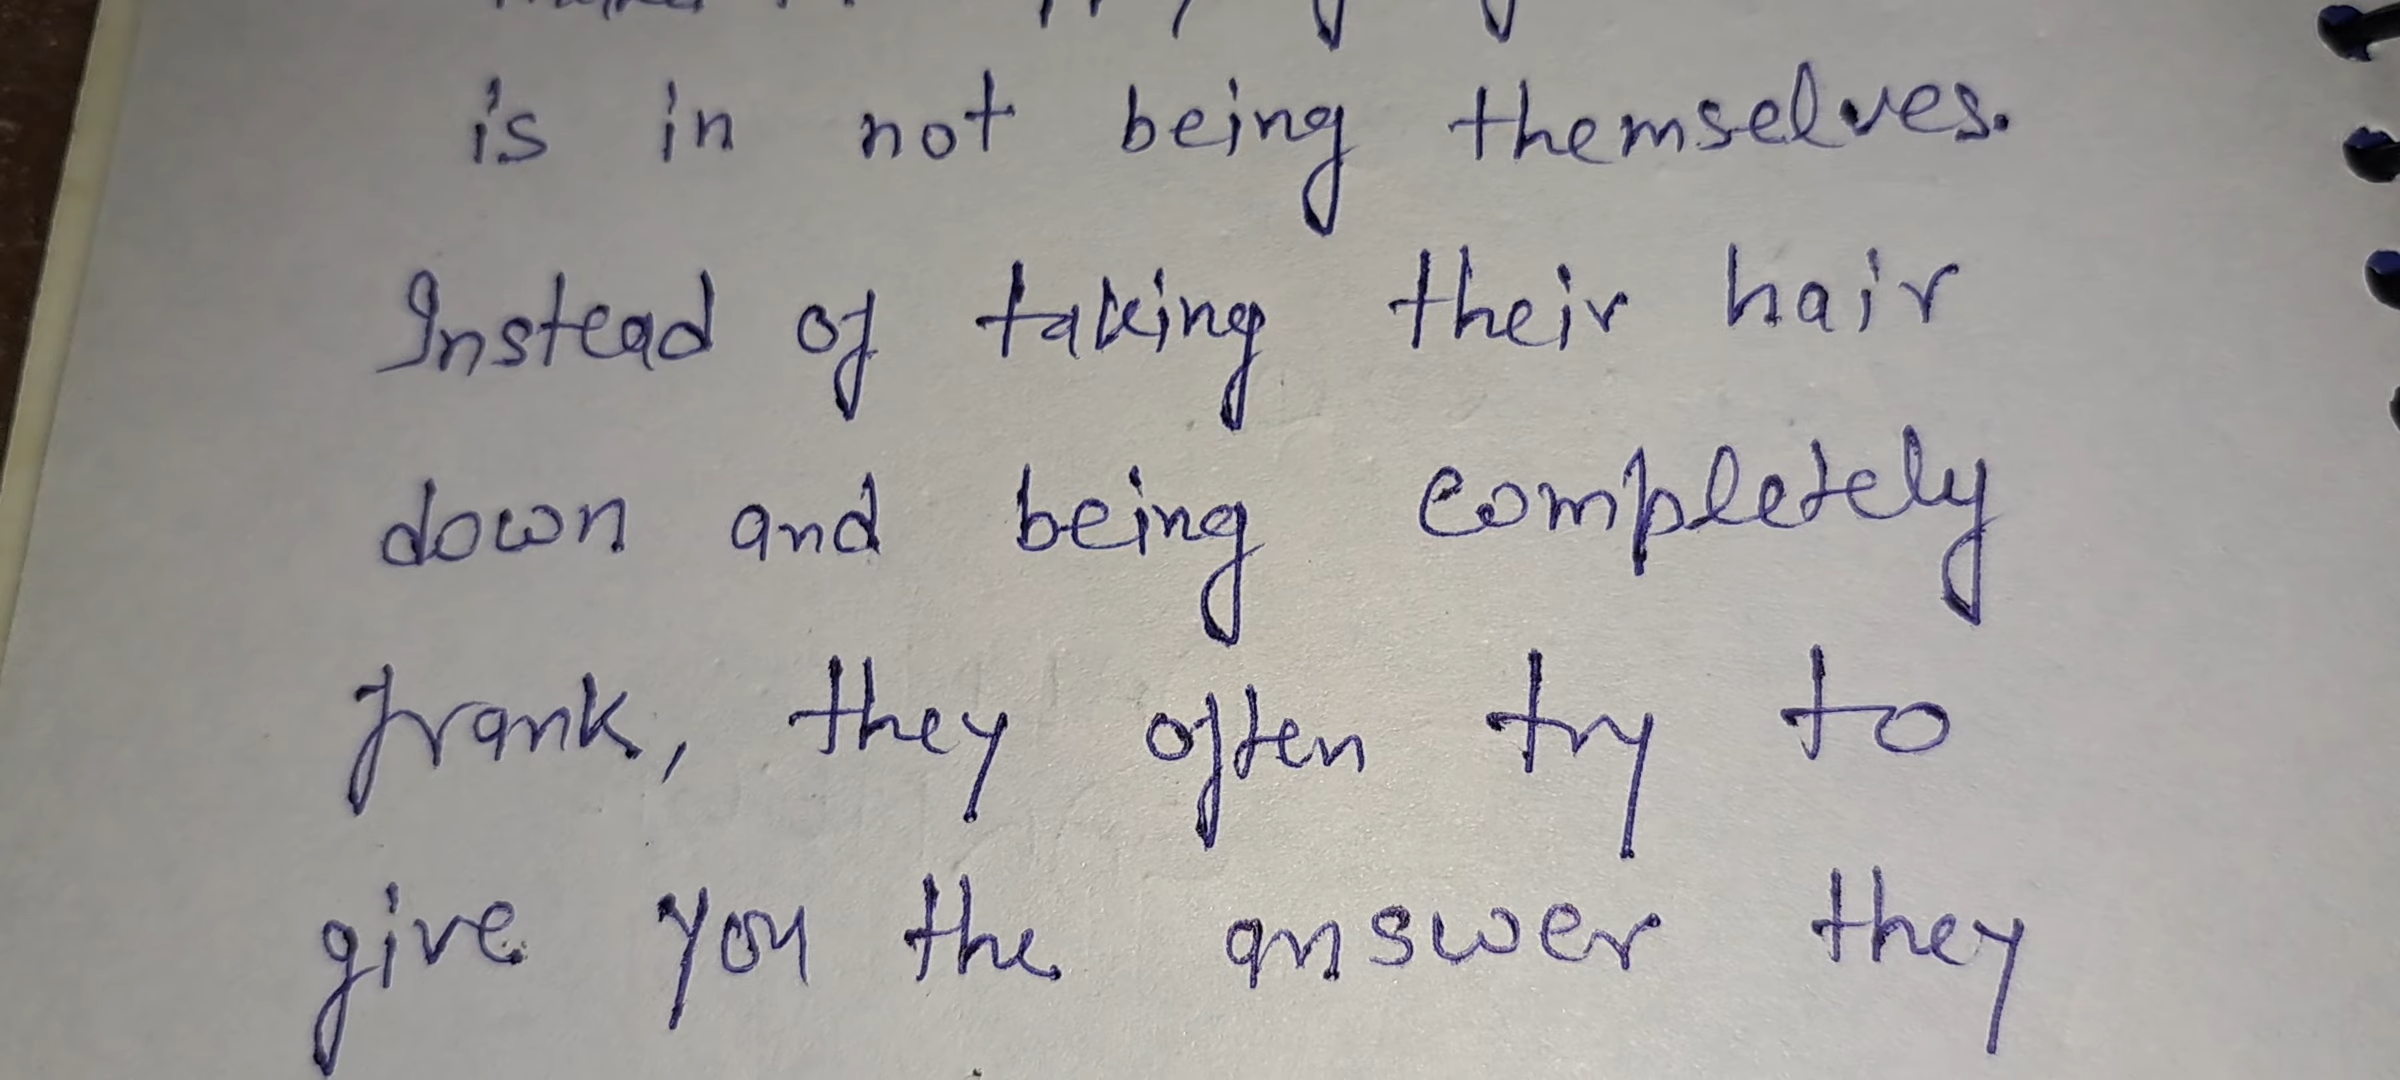 is in not being themselves.
Instead of taking their hair
down and being completely
frank, they often try to
give you the answer they